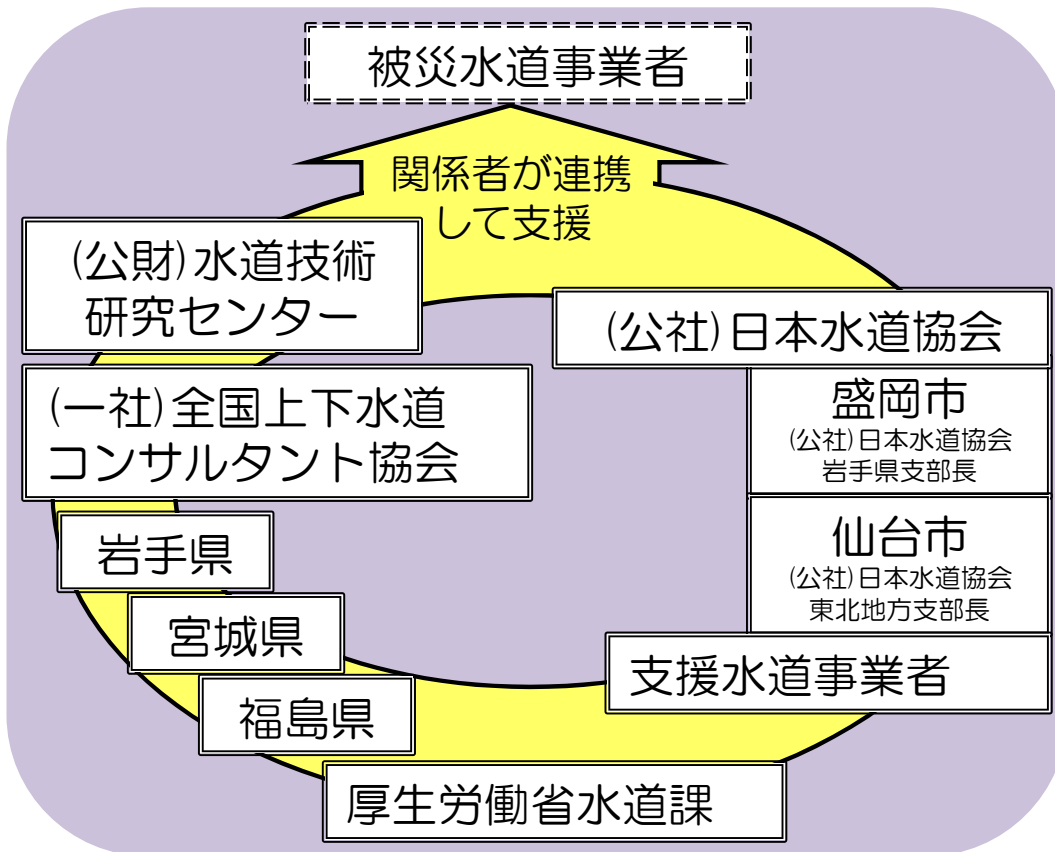 被災水道事業者
関係者が連携
して支援
(公財)水道技術
研究センター
(公社)日本水道協会
(一社)全国上下水道
コンサルタント協会
盛岡市
(公社)日本水道協会
岩手県支部長
仙台市
(公社)日本水道協会
東北地方支部長
岩手県
宮城県
福島県
支援水道事業者
厚生労働省水道課